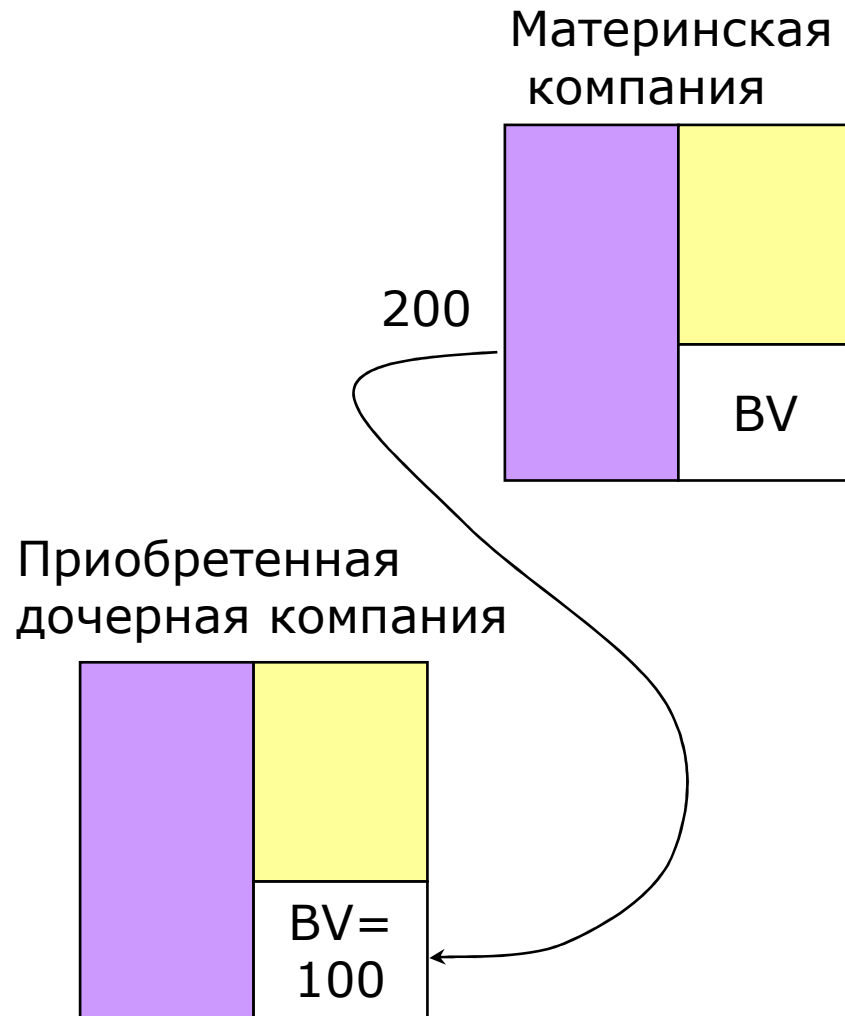 Материнская
компания
200
BV
Приобретенная
дочерная компания
BV=
100